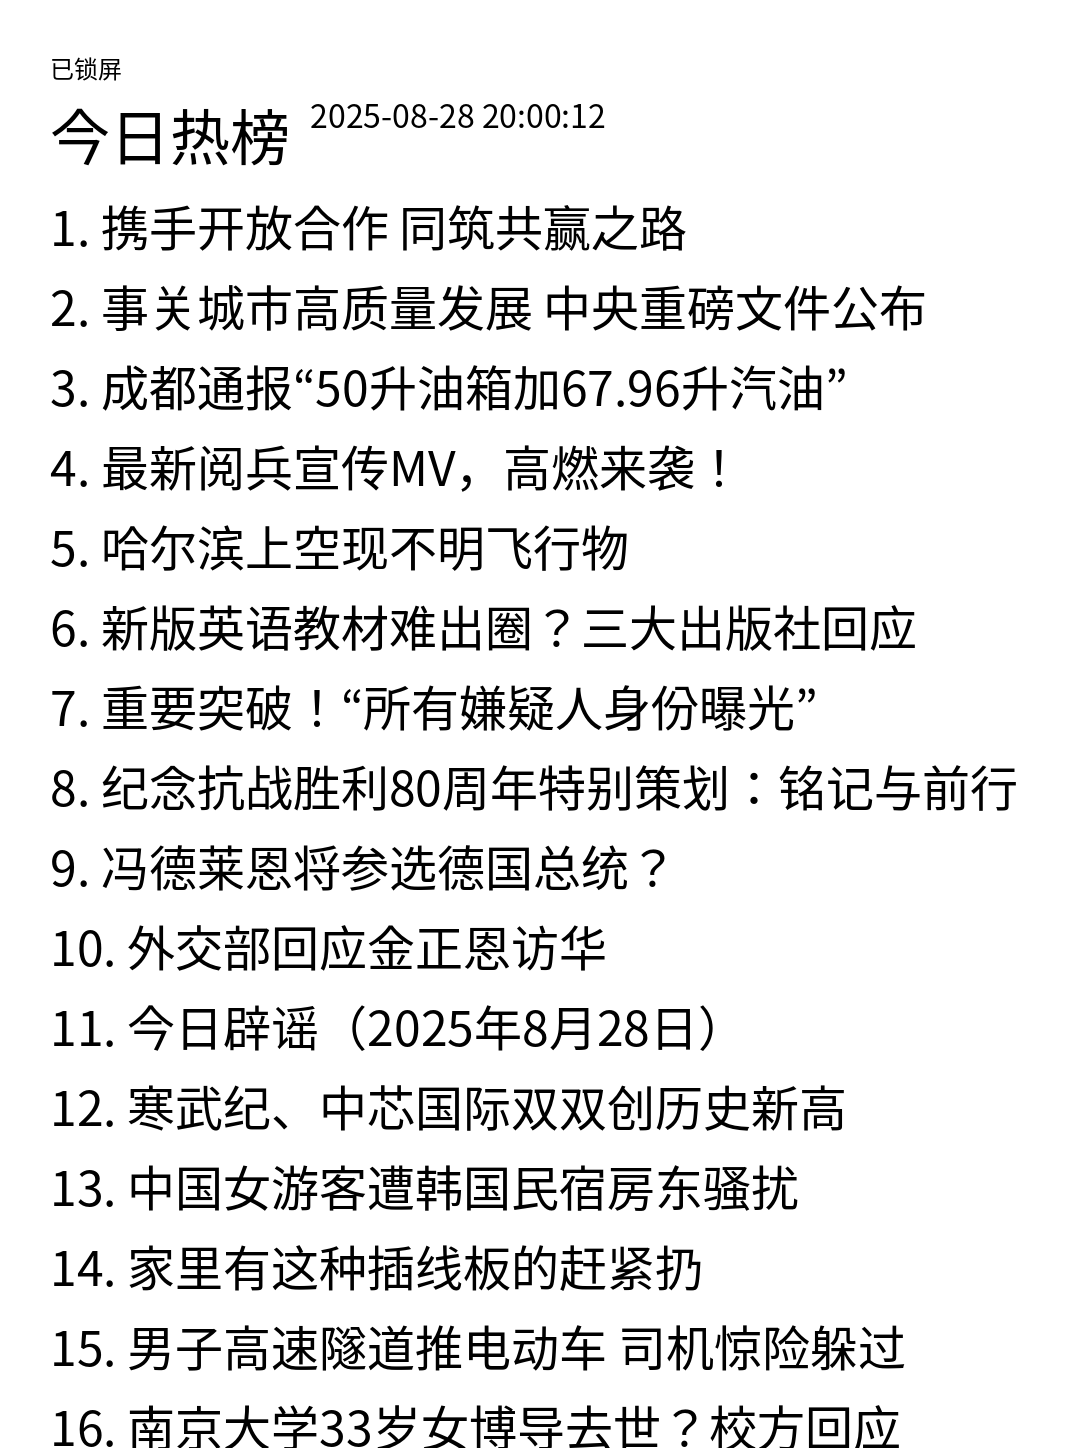 已锁屏
今日热榜 2025-08-28 20:00:12
1. 携手开放合作 同筑共赢之路
2. 事关城市高质量发展 中央重磅文件公布
3. 成都通报“50升油箱加67.96升汽油”
4. 最新阅兵宣传MV，高燃来袭！
5. 哈尔滨上空现不明飞行物
6. 新版英语教材难出圈？三大出版社回应
7. 重要突破！“所有嫌疑人身份曝光”
8. 纪念抗战胜利80周年特别策划：铭记与前行
9. 冯德莱恩将参选德国总统？
10. 外交部回应金正恩访华
11. 今日辟谣（2025年8月28日）
12. 寒武纪、中芯国际双双创历史新高
13. 中国女游客遭韩国民宿房东骚扰
14. 家里有这种插线板的赶紧扔
15. 男子高速隧道推电动车 司机惊险躲过
16. 南京大学33岁女博导去世？校方回应